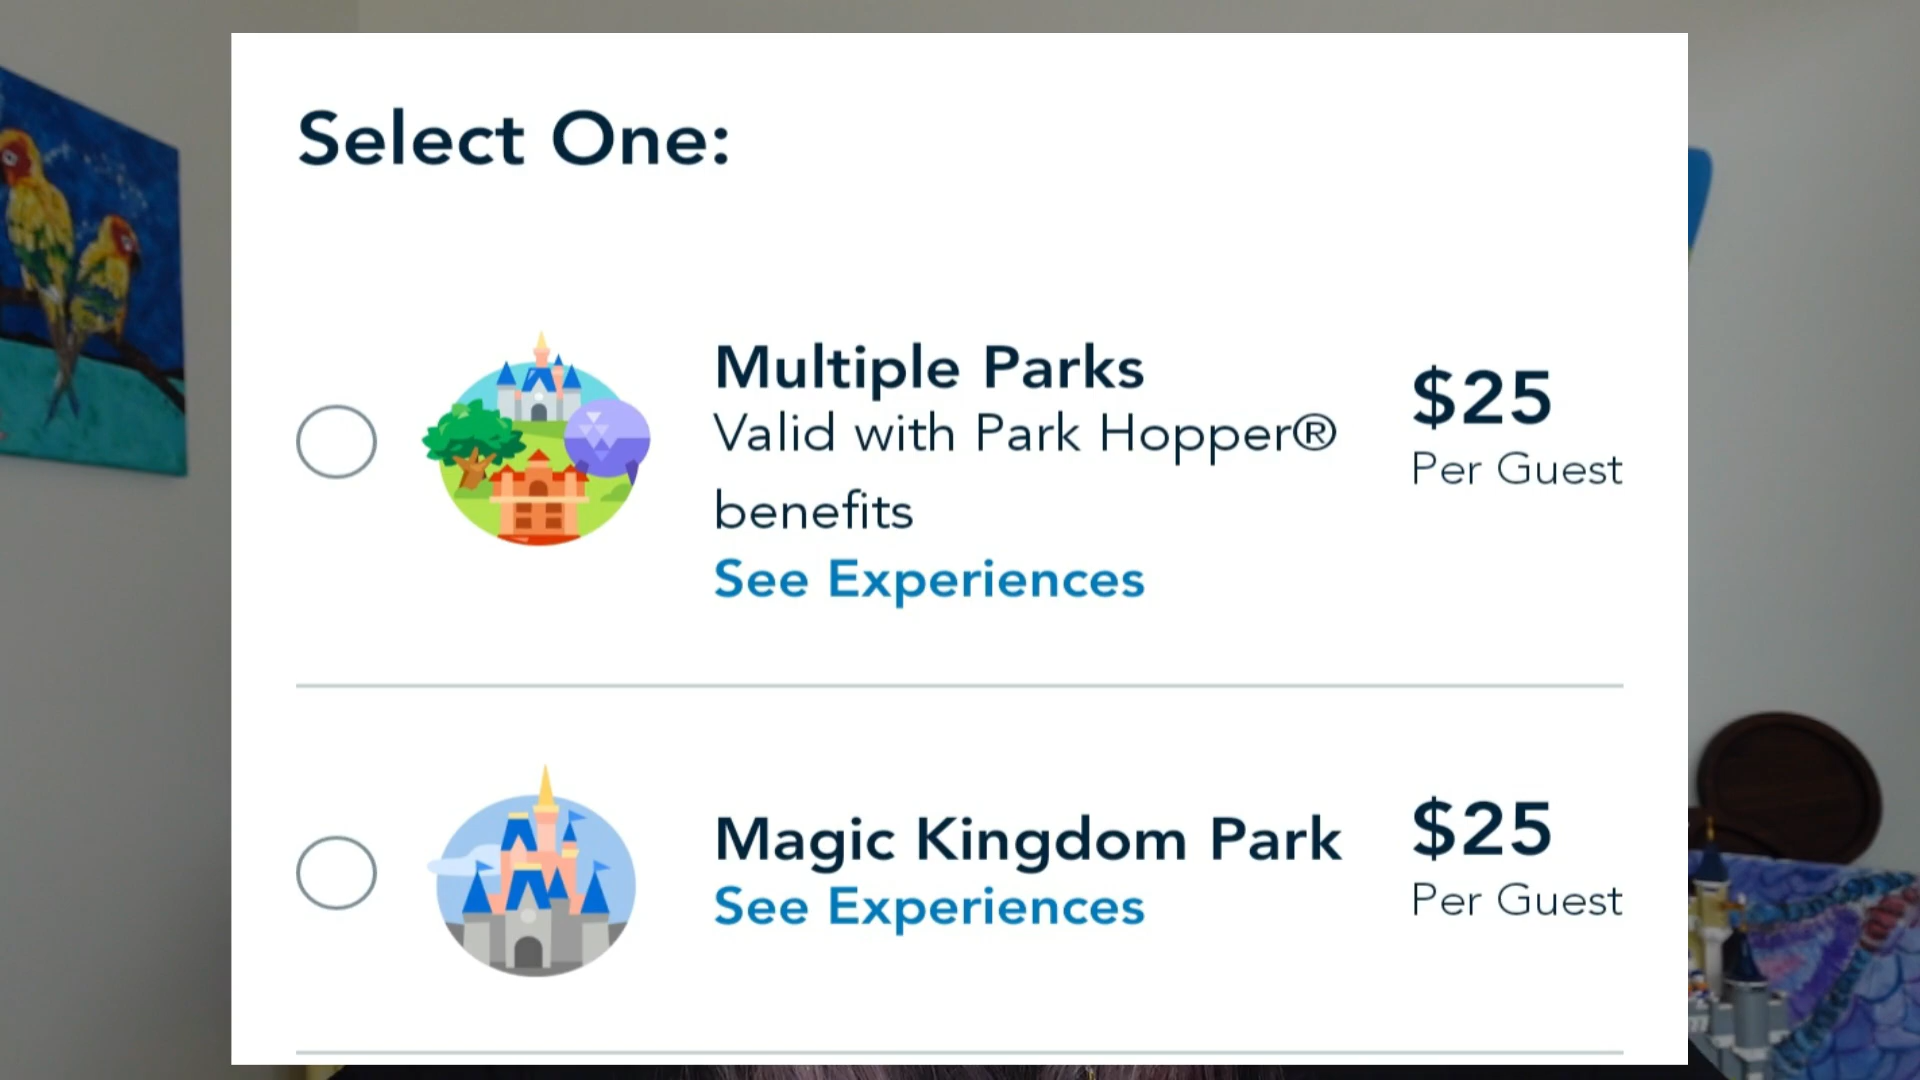 Select One:
Multiple Parks
Valid with Park Hopper®
benefits
See Experiences
$25
Per Guest
Magic Kingdom Park
See Experiences
$25
Per Guest